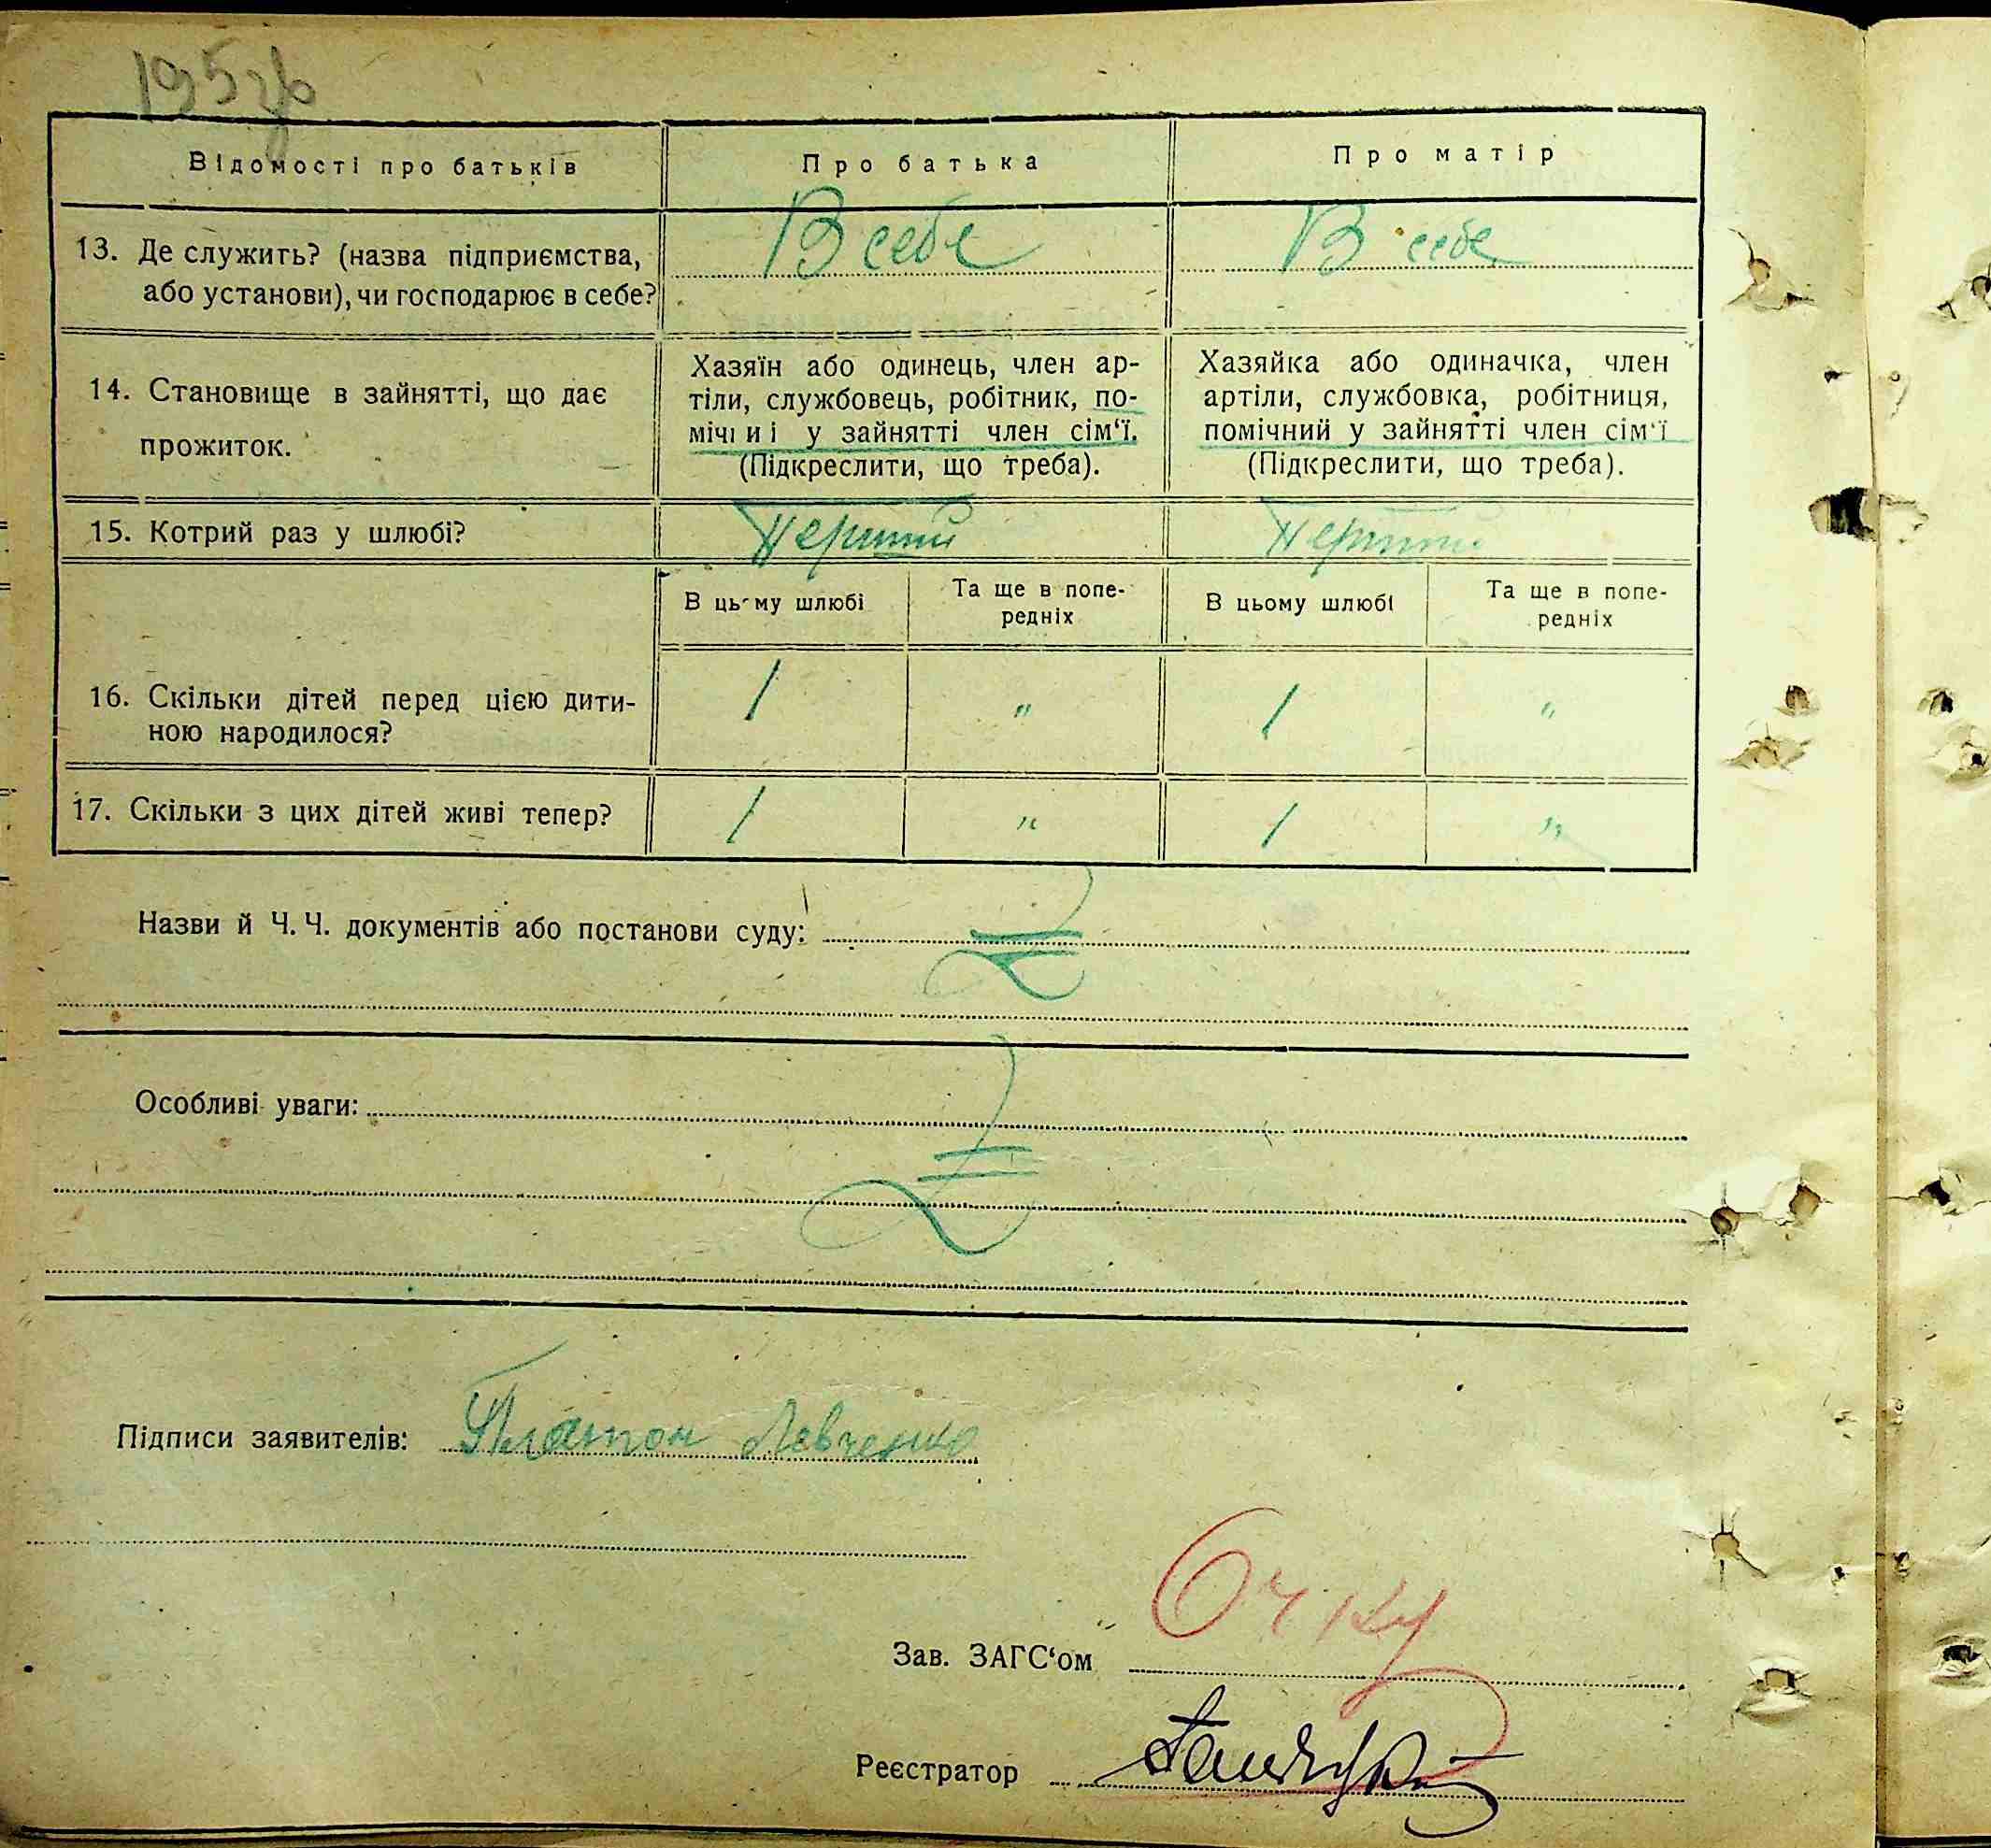 Відомості про батьків Про батька Про матір
13. Де служить? (назва підприємства, В себе В себе
або установи), чи господарює в себе?
14. Становище в зайнятті, що дає
прожиток.
Хазяїн або одинець, член ар-
тіли, службовець, робітник, по-
мічниі у зайнятті член сім'ї.
(Підкреслити, що треба).
Хазяйка або одиначка, член
артіли, службовка, робітниця,
помічний у зайнятті член сім'ї
(Підкреслити, що треба).
15. Котрий раз у шлюбі? Перший Перший
В цьму шлюбі Та ще в попе-
редніх
В цьому шлюбі Та ще в попе-
редніх
16. Скільки дітей перед цією дити-
ною народилося?
1 " 1 "
17. Скільки з цих дітей живі тепер? 1 " 1 "
Назви й Ч. Ч. документів або постанови суду:
Особливі уваги:
Підписи заявителів: Платон Левченко
Зав. ЗАГС'ом
Реєстратор